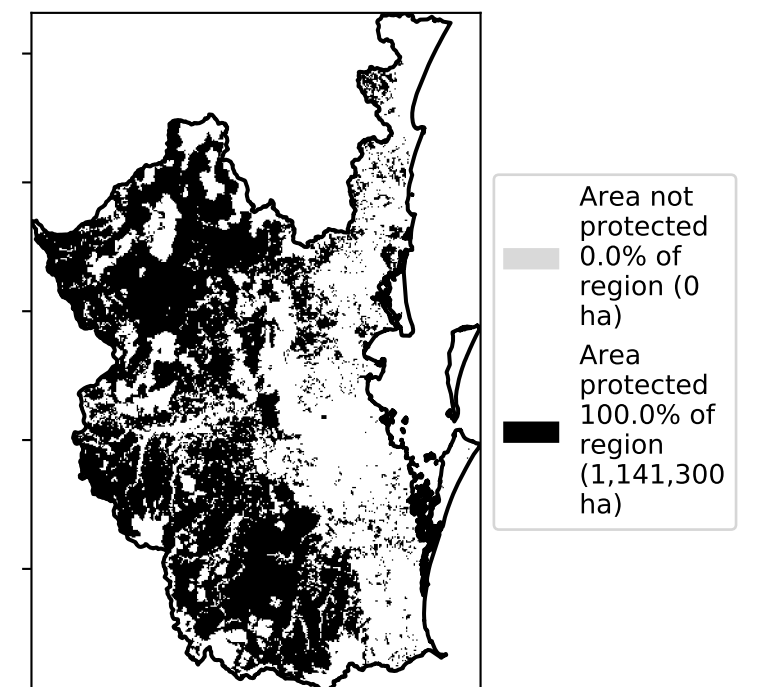 Area not
protected
0.0% of
region (0
ha)
Area
protected
100.0% of
region
(1,141,300
ha)